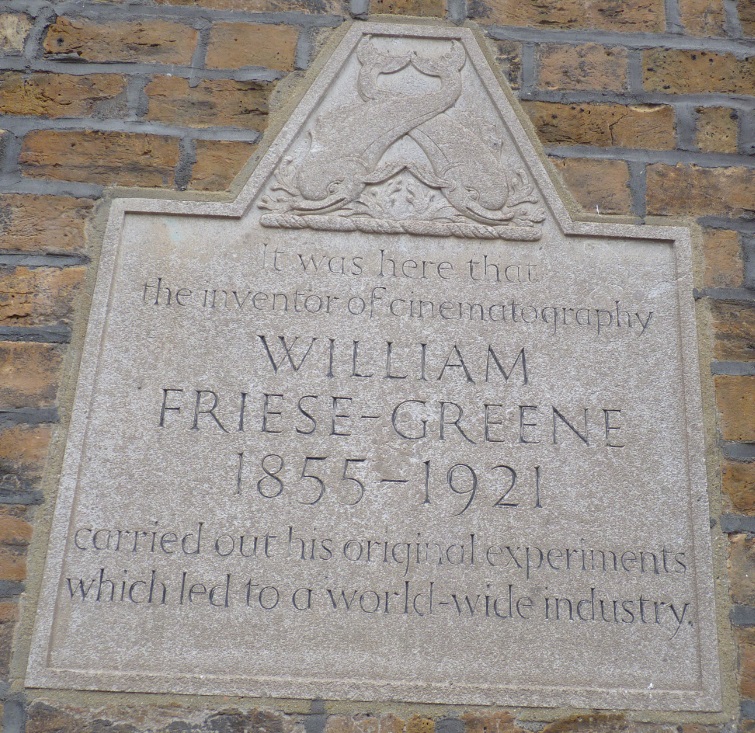 It was here that
the inventor of cinematography
WILLIAM
FRIESE-GREENE
1855-1921
carried out his original experiments
which led to a world-wide industry.